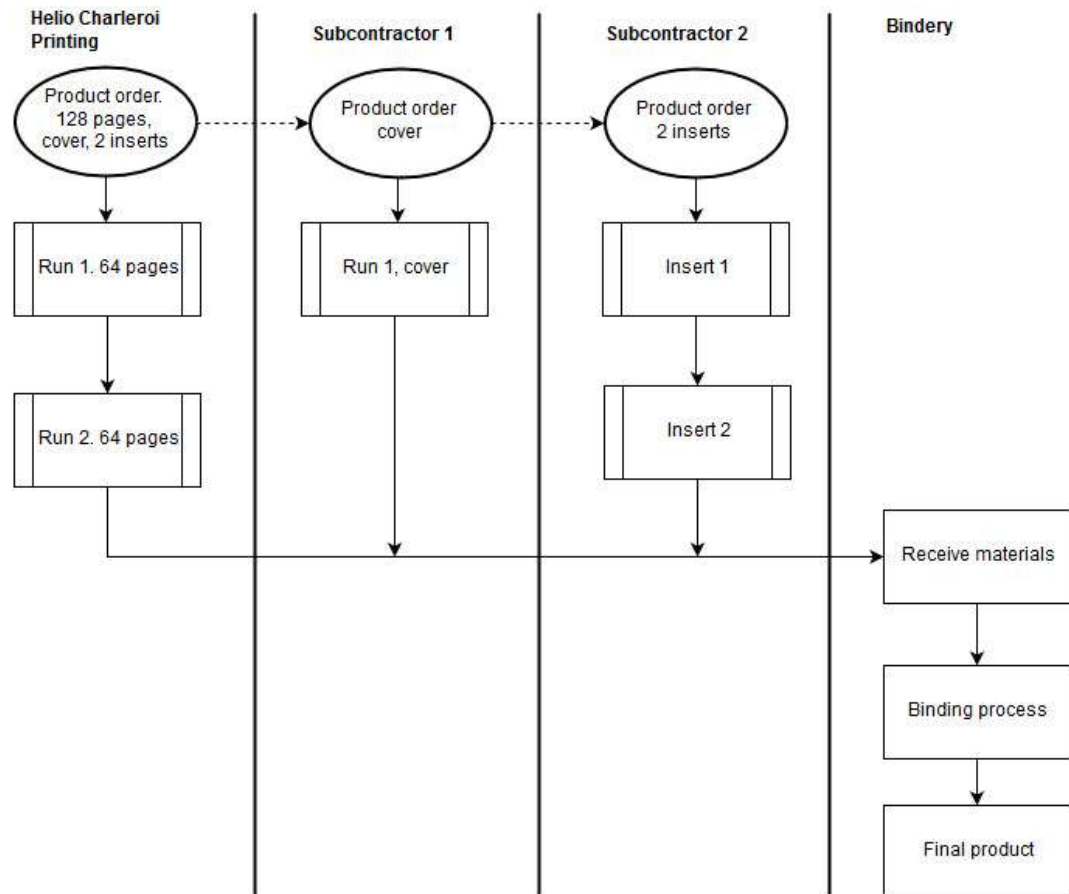 Helio Charleroi
Printing
Subcontractor 1
Subcontractor 2
Bindery
Product order.
128 pages,
cover, 2 inserts
Product order
cover
Product order
2 inserts
Run 1. 64 pages
Run 1, cover
Insert 1
Run 2. 64 pages
Insert 2
Receive materials
Binding process
Final product